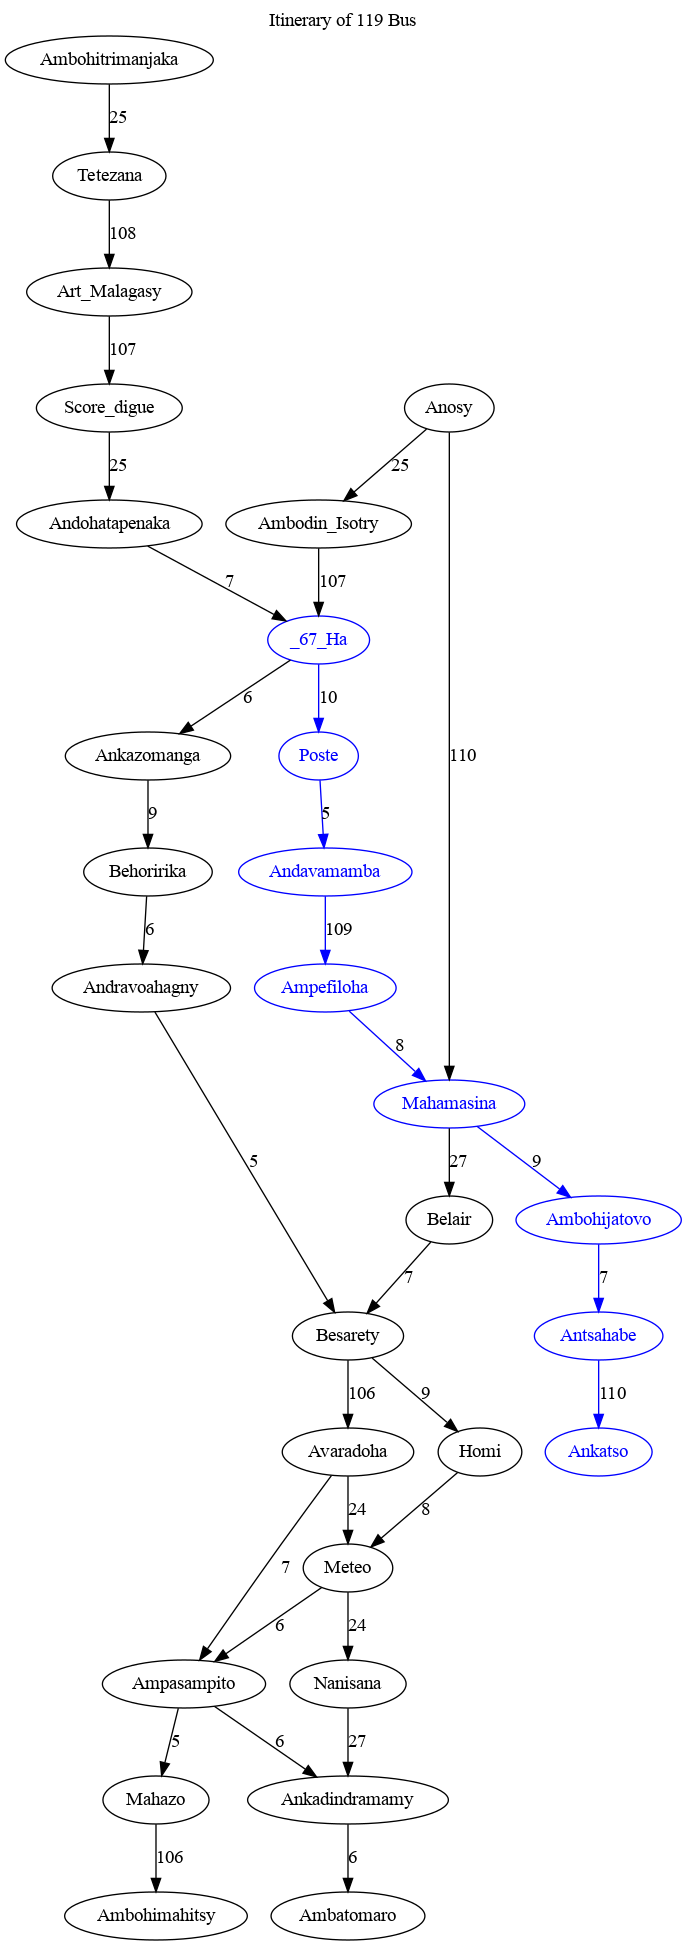 Itinerary of 119 Bus
Ambohitrimanjaka
25
Tetezana
108
Art_Malagasy
107
Score_digue
Anosy
25
25
Andohatapenaka
Ambodin_Isotry
7
107
_67_Ha
6
10
Ankazomanga
Poste
110
9
5
Behoririka
Andavamamba
6
109
Andravoahagny
Ampefiloha
8
Mahamasina
5
27
9
Belair
Ambohijatovo
7
7
Besarety
Antsahabe
106
9
110
Avaradoha
Homi
Ankatso
7
24
8
Meteo
6
24
Ampasampito
Nanisana
5
6
27
Mahazo
Ankadindramamy
106
6
Ambohimahitsy
Ambatomaro